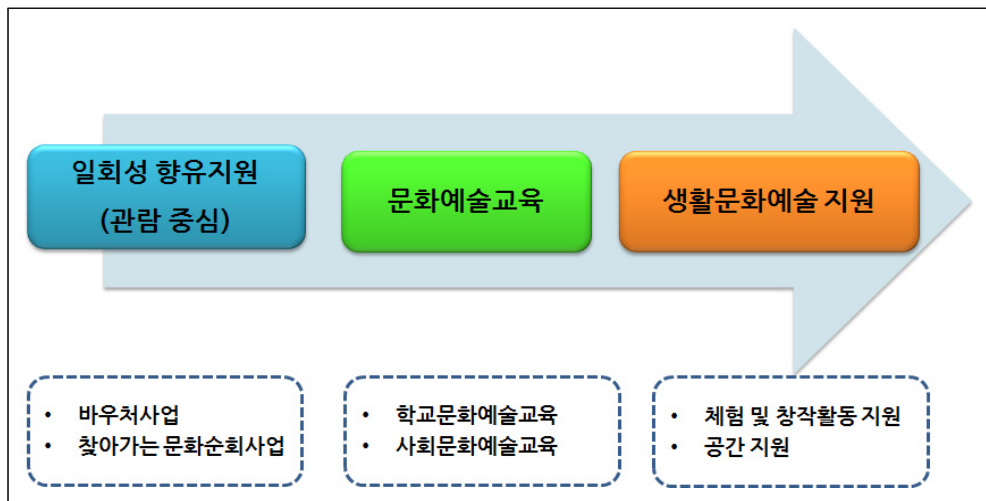 일회성 향유지원
(관람 중심)
문화예술교육
생활문화예술 지원
• 바우처사업
• 찾아가는 문화순회사업
• 학교문화예술교육
• 사회문화예술교육
• 체험 및 창작활동 지원
• 공간 지원